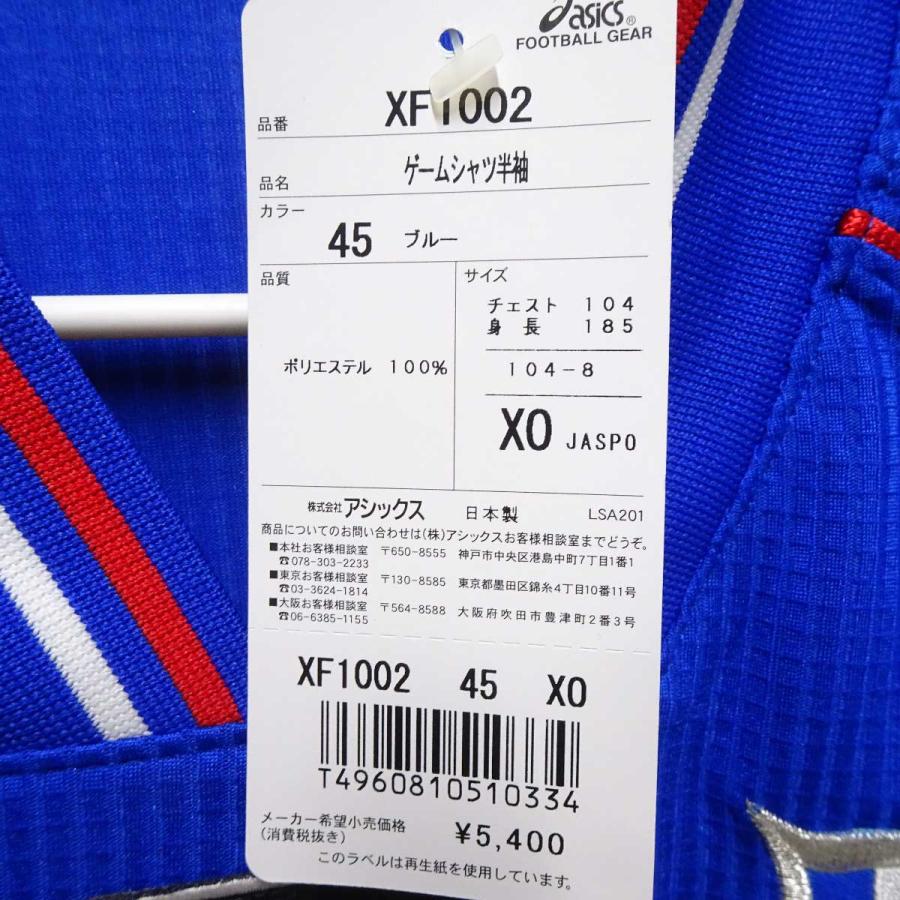 asics®
FOOTBALL GEAR
品番 XF1002
品名 ゲームシャツ半袖
カラー
45 ブルー
品質
サイズ
チェスト 104
身長 185
ポリエステル 100%
104-8
XO JASPO
株式会社アシックス 日本製 LSA201
商品についてのお問い合わせは(株)アシックスお客様相談室までどうぞ。
■本社お客様相談室 〒650-8555 神戸市中央区港島中町7丁目1番1
☎078-303-2233
■東京お客様相談室 〒130-8585 東京都墨田区錦糸4丁目10番11号
☎03-3624-1814
■大阪お客様相談室 〒564-8588 大阪府吹田市豊津町2番3号
☎06-6385-1155
XF1002 45 XO
T4960810510334
メーカー希望小売価格
(消費税抜き)
¥5,400
このラベルは再生紙を使用しています。